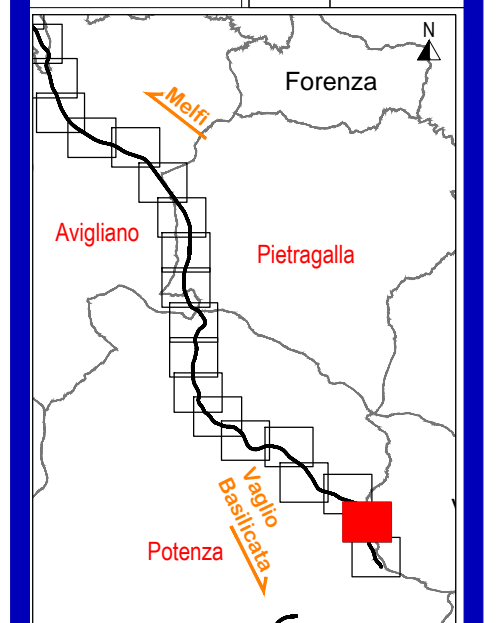 N
Forenza
Melfi
Avigliano
Pietragalla
Vaglio
Basilicata
Potenza